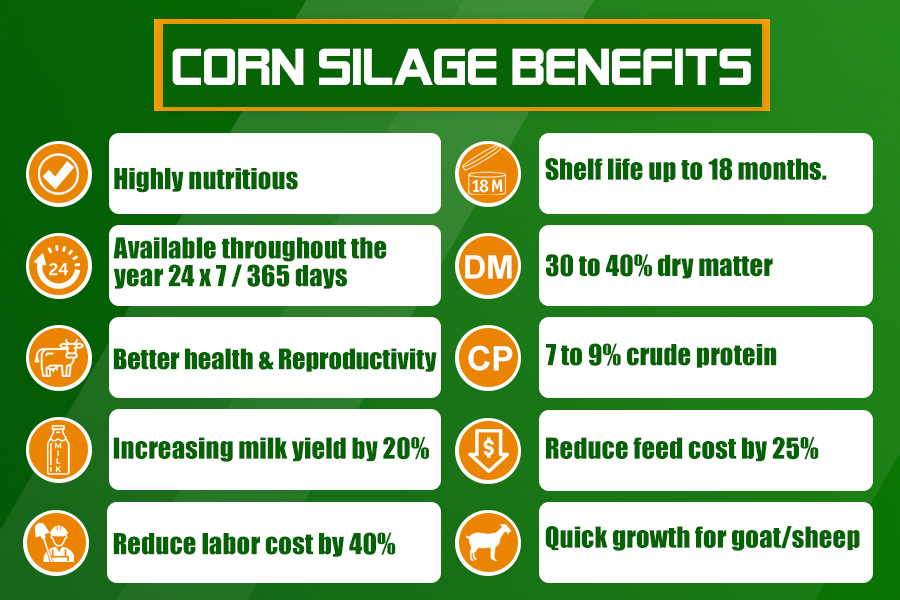 CORN SILAGE BENEFITS
Highly nutritious
24
Available throughout the
year 24 x 7 / 365 days
Better health & Reproductivity
MILK
Increasing milk yield by 20%
Reduce labor cost by 40%
18 M
Shelf life up to 18 months.
DM
30 to 40% dry matter
CP
7 to 9% crude protein
$
Reduce feed cost by 25%
Quick growth for goat/sheep